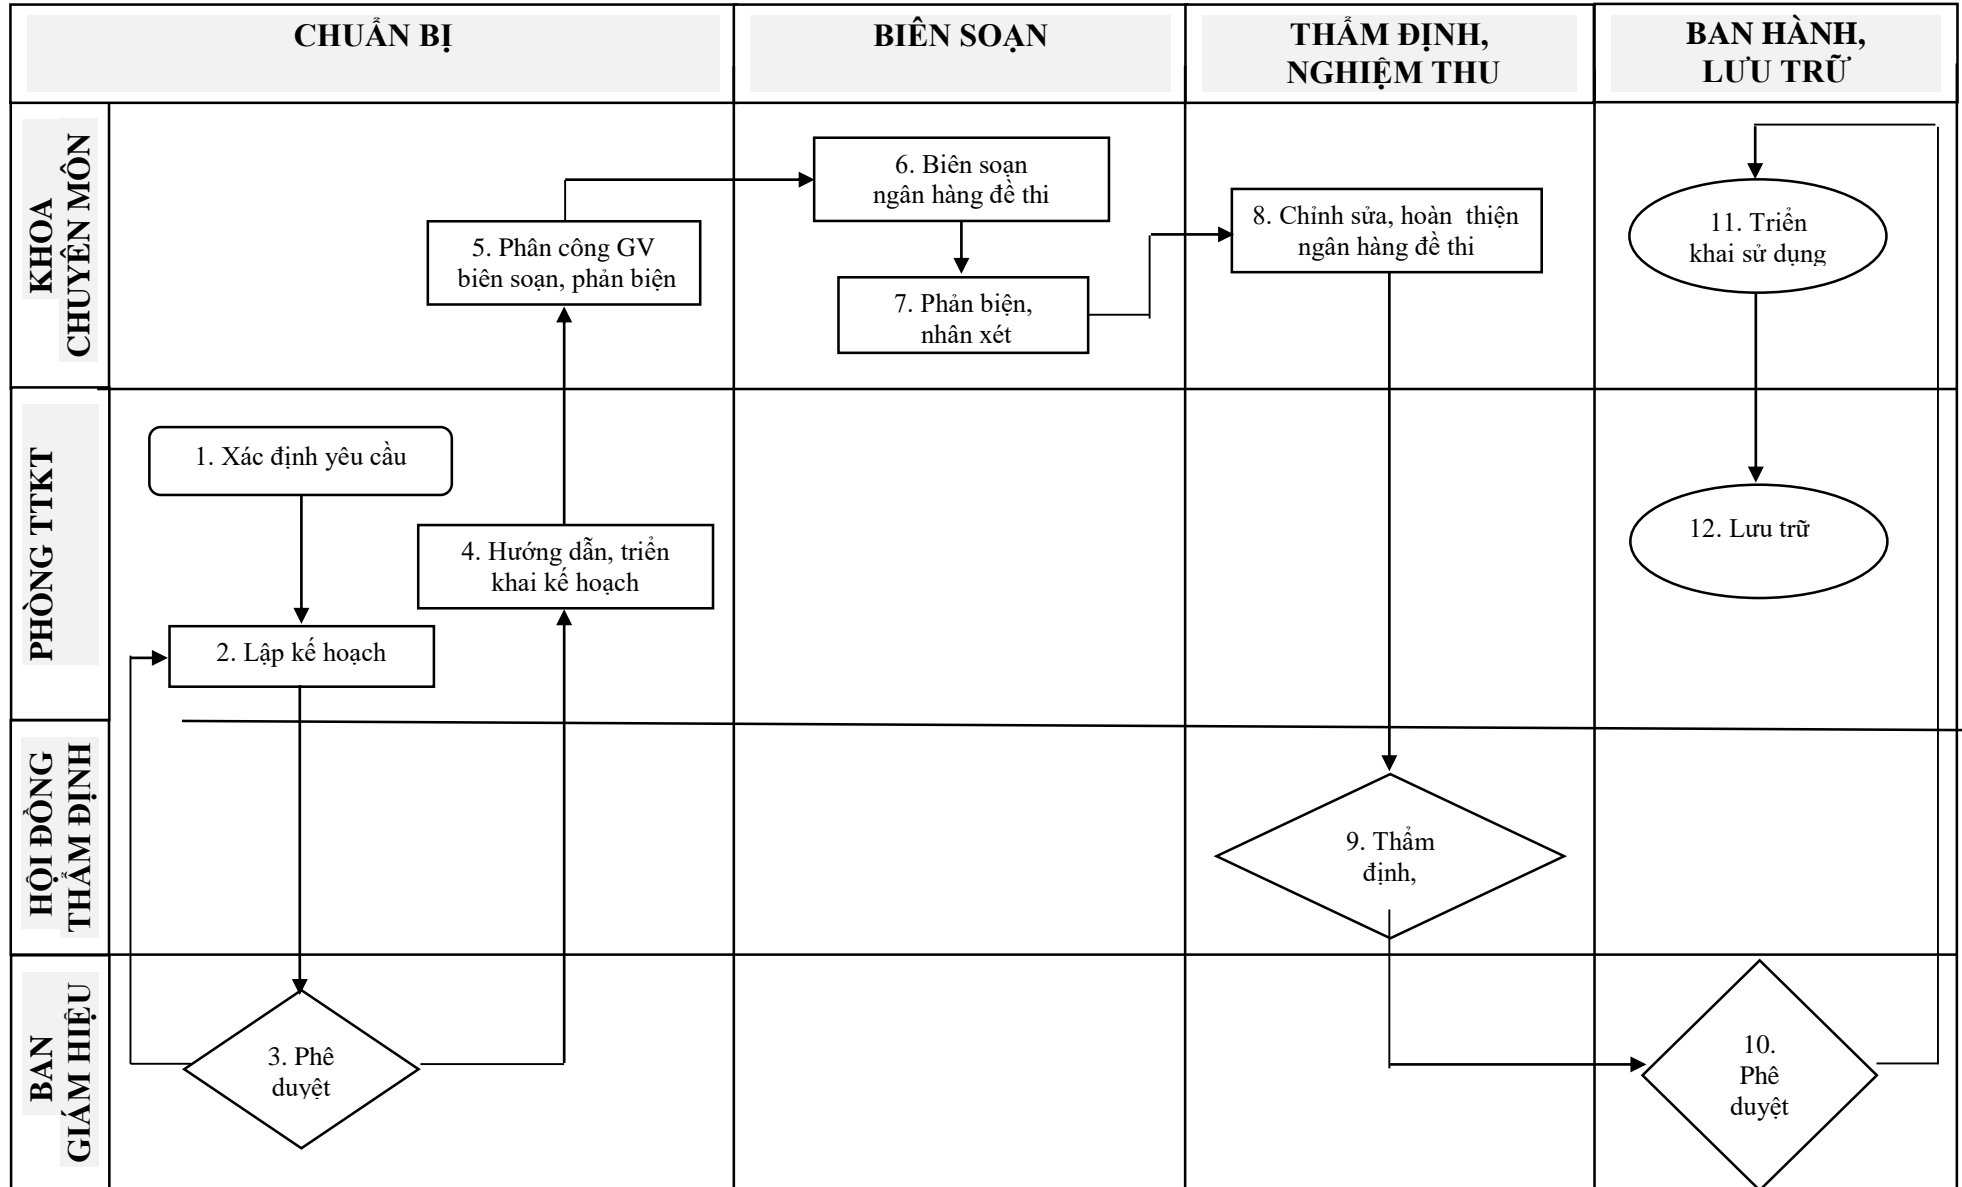 CHUẨN BỊ
BIÊN SOẠN
THẨM ĐỊNH,
NGHIỆM THU
BAN HÀNH,
LƯU TRỮ
KHOA
CHUYÊN MÔN
5. Phân công GV
biên soạn, phản biện
6. Biên soạn
ngân hàng đề thi
7. Phản biện,
nhân xét
8. Chỉnh sửa, hoàn thiện
ngân hàng đề thi
11. Triển
khai sử dụng
PHÒNG TTKT
1. Xác định yêu cầu
4. Hướng dẫn, triển
khai kế hoạch
2. Lập kế hoạch
12. Lưu trữ
HỘI ĐỒNG
THẨM ĐỊNH
9. Thẩm
định,
BAN
GIÁM HIỆU
3. Phê
duyệt
10.
Phê
duyệt